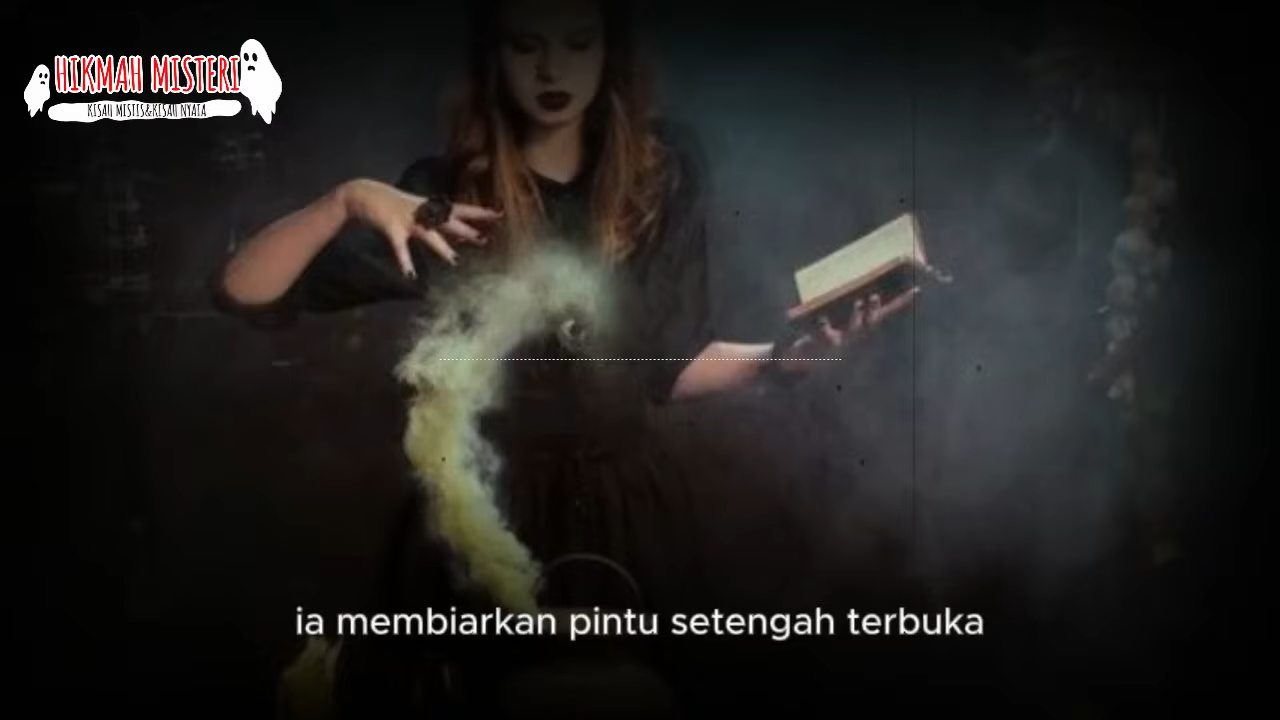 HIKMAH MISTERI
KISAH MISTIS&KISAH NYATA
ia membiarkan pintu setengah terbuka